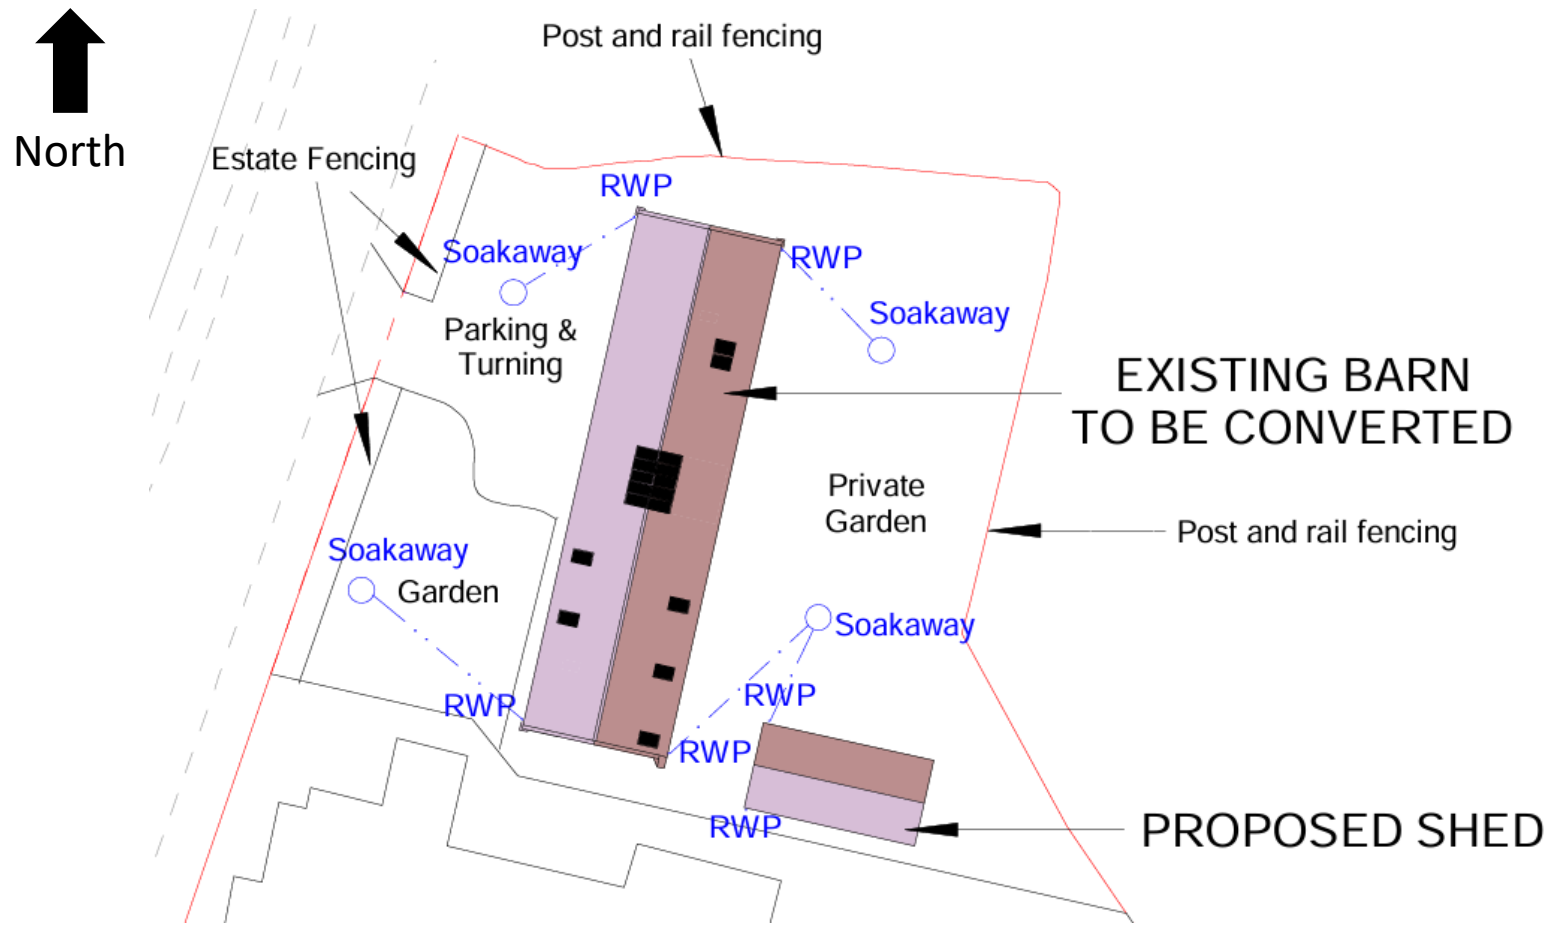 Post and rail fencing
North
Estate Fencing
RWP
Soakaway
RWP
Soakaway
Parking &
Turning
EXISTING BARN
TO BE CONVERTED
Private
Garden
Post and rail fencing
Soakaway
Garden
Soakaway
RWP
RWP
RWP
RWP
PROPOSED SHED